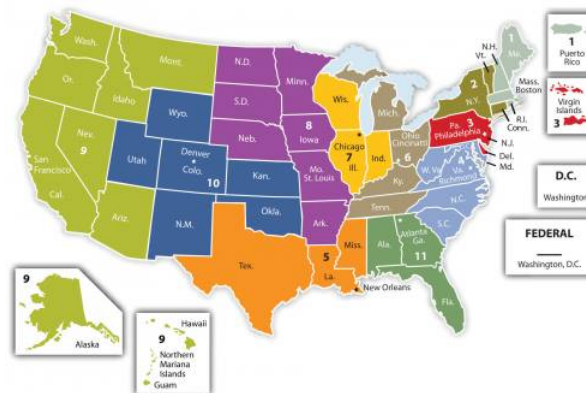 Wash.
Or.
Idaho
Mont.
Nev.
9
San
Francisco
Cal.
Ariz.
Wyo.
Utah
Denver
Colo.
10
N.M.
Kan.
Okla.
N.D.
S.D.
Neb.
Minn.
8
Iowa
Mo.
St. Louis
Ark.
Tex.
5
La.
Miss.
New Orleans
Wis.
Chicago
7
Ill.
Ind.
Mich.
Ohio
Cincinnati
6
Ky.
Tenn.
Ala.
Atlanta
Ga.
11
Fla.
W. Va.
4
Va.
Richmond
N.C.
S.C.
Pa. 3
Philadelphia
2
N.Y.
Vt.
N.H.
1
Me.
Mass.
Boston
R.I.
Conn.
N.J.
Del.
Md.
1
Puerto
Rico
Virgin
Islands
3
D.C.
Washington
FEDERAL
Washington, D.C.
9
Alaska
9
Hawaii
Northern
Mariana
Islands
Guam